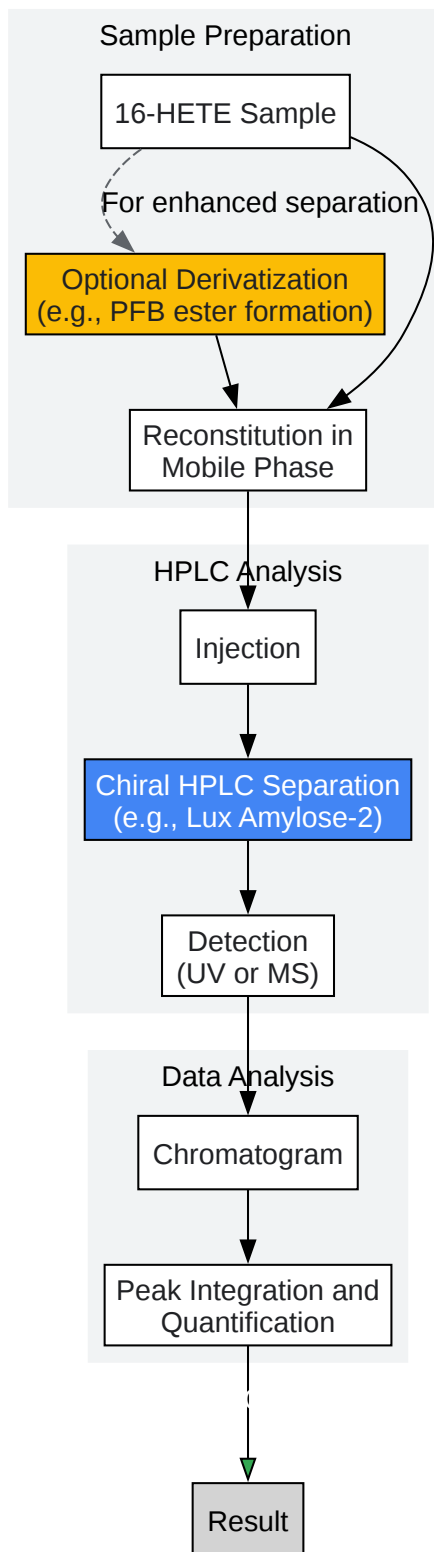 Sample Preparation
16-HETE Sample
For enhanced separation
Optional Derivatization
(e.g., PFB ester formation)
Reconstitution in
Mobile Phase
HPLC Analysis
Injection
Chiral HPLC Separation
(e.g., Lux Amylose-2)
Detection
(UV or MS)
Data Analysis
Chromatogram
Peak Integration and
Quantification
Result